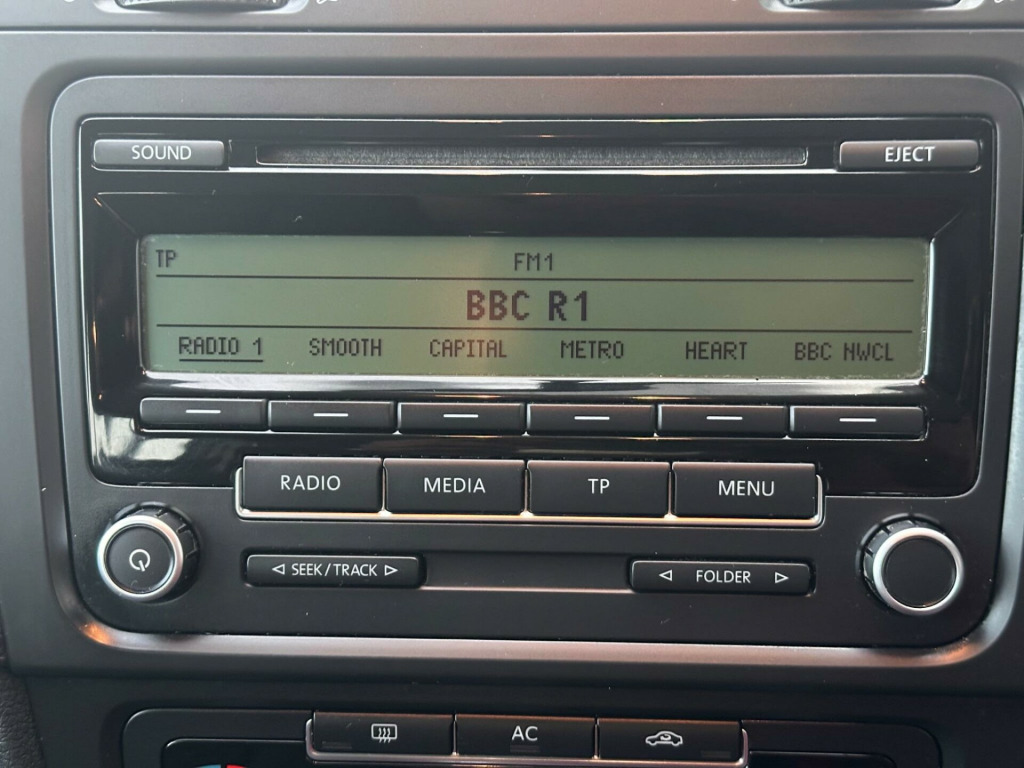 SOUND EJECT
TP FM1
BBC R1
RADIO 1 SMOOTH CAPITAL METRO HEART BBC NWCL
RADIO MEDIA TP MENU
SEEK/TRACK FOLDER
AC